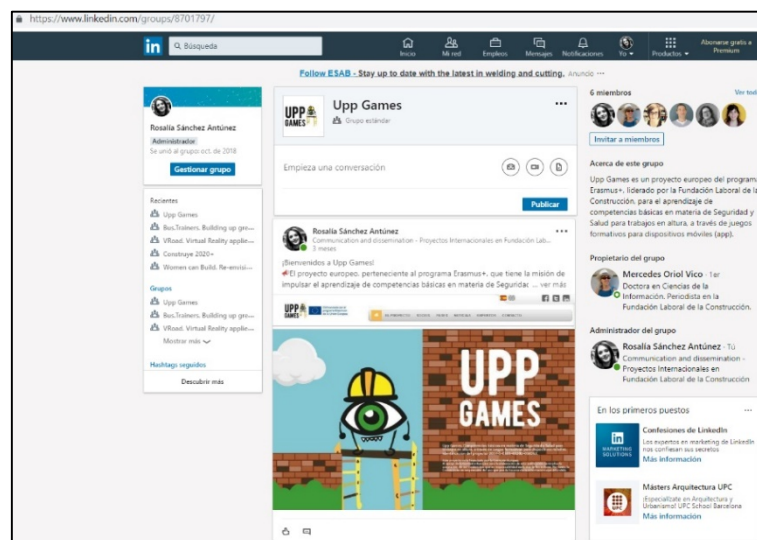 https://www.linkedin.com/groups/8701797/
in
Búsqueda
Inicio
Mi red
Empleos
Mensajes
Notificaciones
Yo
Productos
Abonarse gratis a
Premium
Follow ESAB - Stay up to date with the latest in welding and cutting. Anuncio ···
Rosalía Sánchez Antúnez
Administrador
Se unió al grupo: oct. de 2018
Gestionar grupo
Recientes
Upp Games
Bus.Trainers. Building up gre...
VRoad. Virtual Reality applie...
Construye 2020+
Women can Build. Re-envisi...
Grupos
Upp Games
Bus.Trainers. Building up gre...
VRoad. Virtual Reality applie...
Mostrar más
Hashtags seguidos
Descubrir más
UPP
GAMES
Upp Games
Grupo estándar
Empieza una conversación
Publicar
Rosalía Sánchez Antúnez
Communication and dissemination - Proyectos Internacionales en Fundación Lab...
3 meses
¡Bienvenidos a Upp Games!
El proyecto europeo, perteneciente al programa Erasmus+, que tiene la misión de
impulsar el aprendizaje de competencias básicas en materia de Seguridad ... ver más
UPP
GAMES
UPP
GAMES
6 miembros
Ver todo
Invitar a miembros
Acerca de este grupo
Upp Games es un proyecto europeo del programa
Erasmus+, liderado por la Fundación Laboral de la
Construcción, para el aprendizaje de
competencias básicas en materia de Seguridad y
Salud para trabajos en altura, a través de juegos
formativos para dispositivos móviles (app).
Propietario del grupo
Mercedes Oriol Vico · 1er
Doctora en Ciencias de la
Información. Periodista en la
Fundación Laboral de la Construcción.
Administrador del grupo
Rosalía Sánchez Antúnez · Tú
Communication and dissemination -
Proyectos Internacionales en
Fundación Laboral de la Construcción
En los primeros puestos
in
MARKETING
SOLUTIONS
Confesiones de LinkedIn
Los expertos en marketing de LinkedIn
nos confiesan sus secretos
Más información
UPC
Másters Arquitectura UPC
¡Especialízate en Arquitectura y
Urbanismo! UPC School Barcelona
Más información